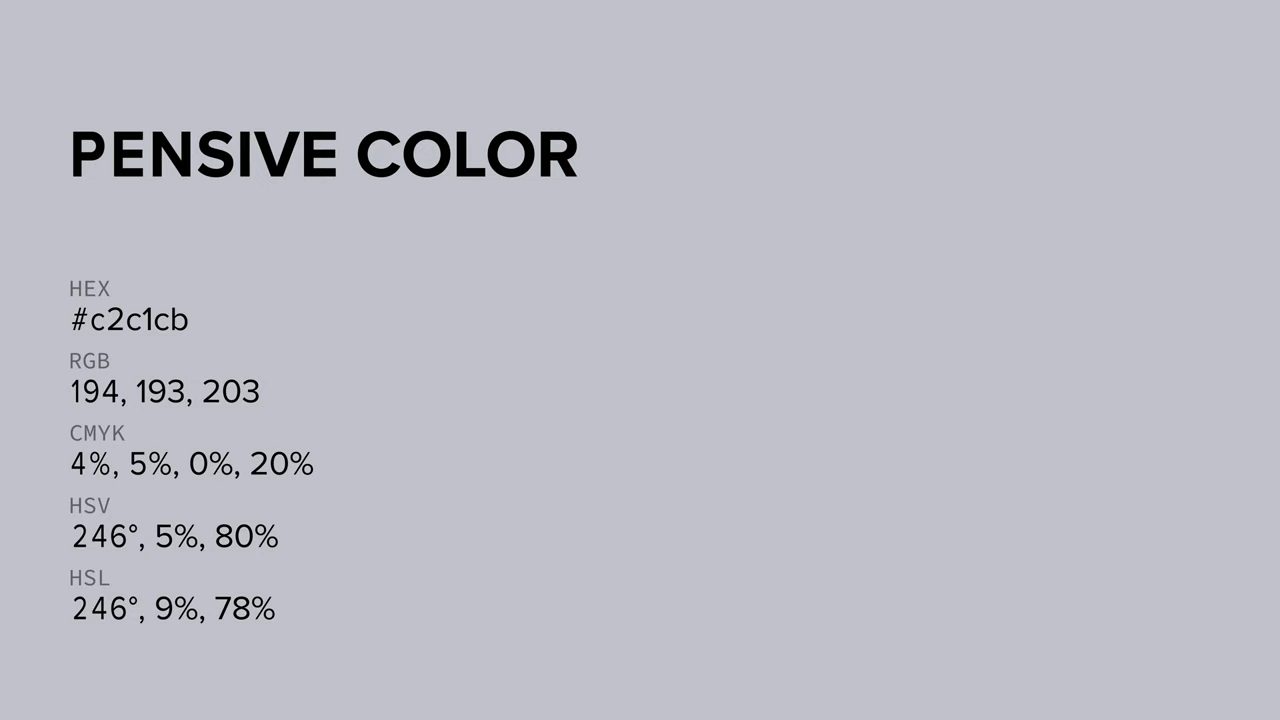 PENSIVE COLOR
HEX
#c2c1cb
RGB
194, 193, 203
CMYK
4%, 5%, 0%, 20%
HSV
246°, 5%, 80%
HSL
246°, 9%, 78%